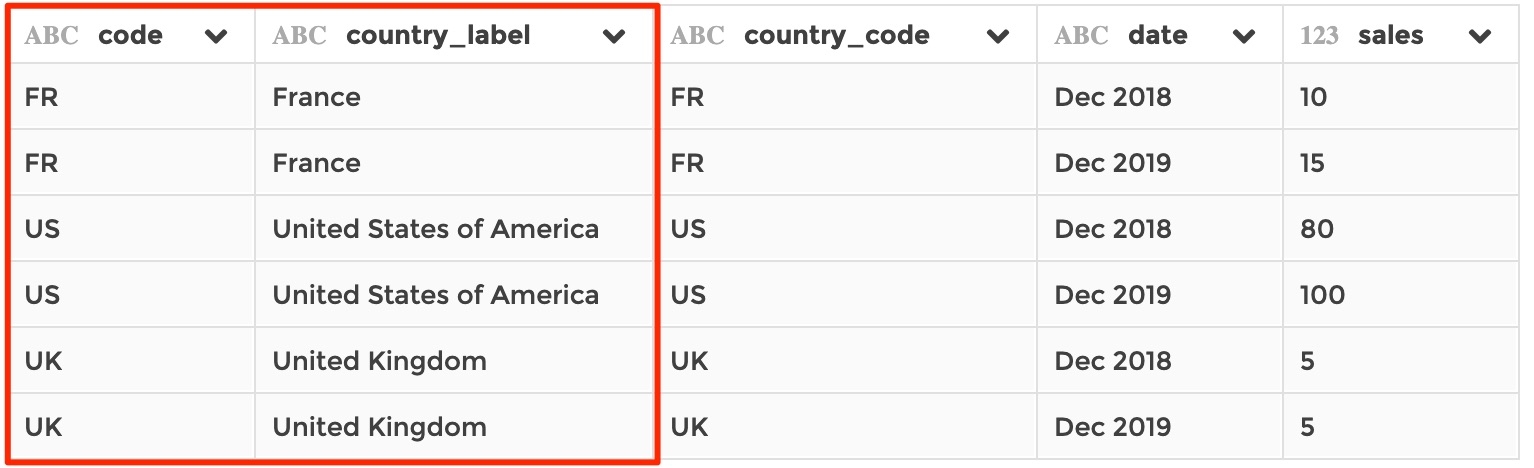 ABC code ABC country_label ABC country_code ABC date 123 sales
FR France FR Dec 2018 10
FR France FR Dec 2019 15
US United States of America US Dec 2018 80
US United States of America US Dec 2019 100
UK United Kingdom UK Dec 2018 5
UK United Kingdom UK Dec 2019 5